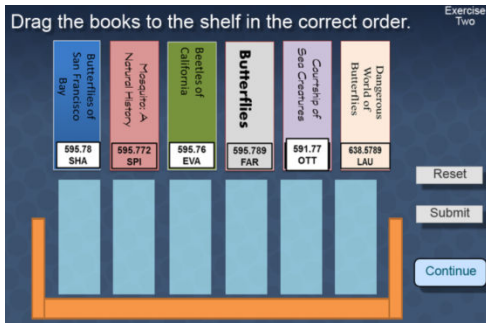 Drag the books to the shelf in the correct order.
Exercise
Two
Butterflies of
San Francisco
Bay
595.78
SHA
Mosquito: A
Natural History
595.772
SPI
Beetles of
California
595.76
EVA
Butterflies
595.789
FAR
Courtship of
Sea Creatures
591.77
OTT
Dangerous
World of
Butterflies
638.5789
LAU
Reset
Submit
Continue